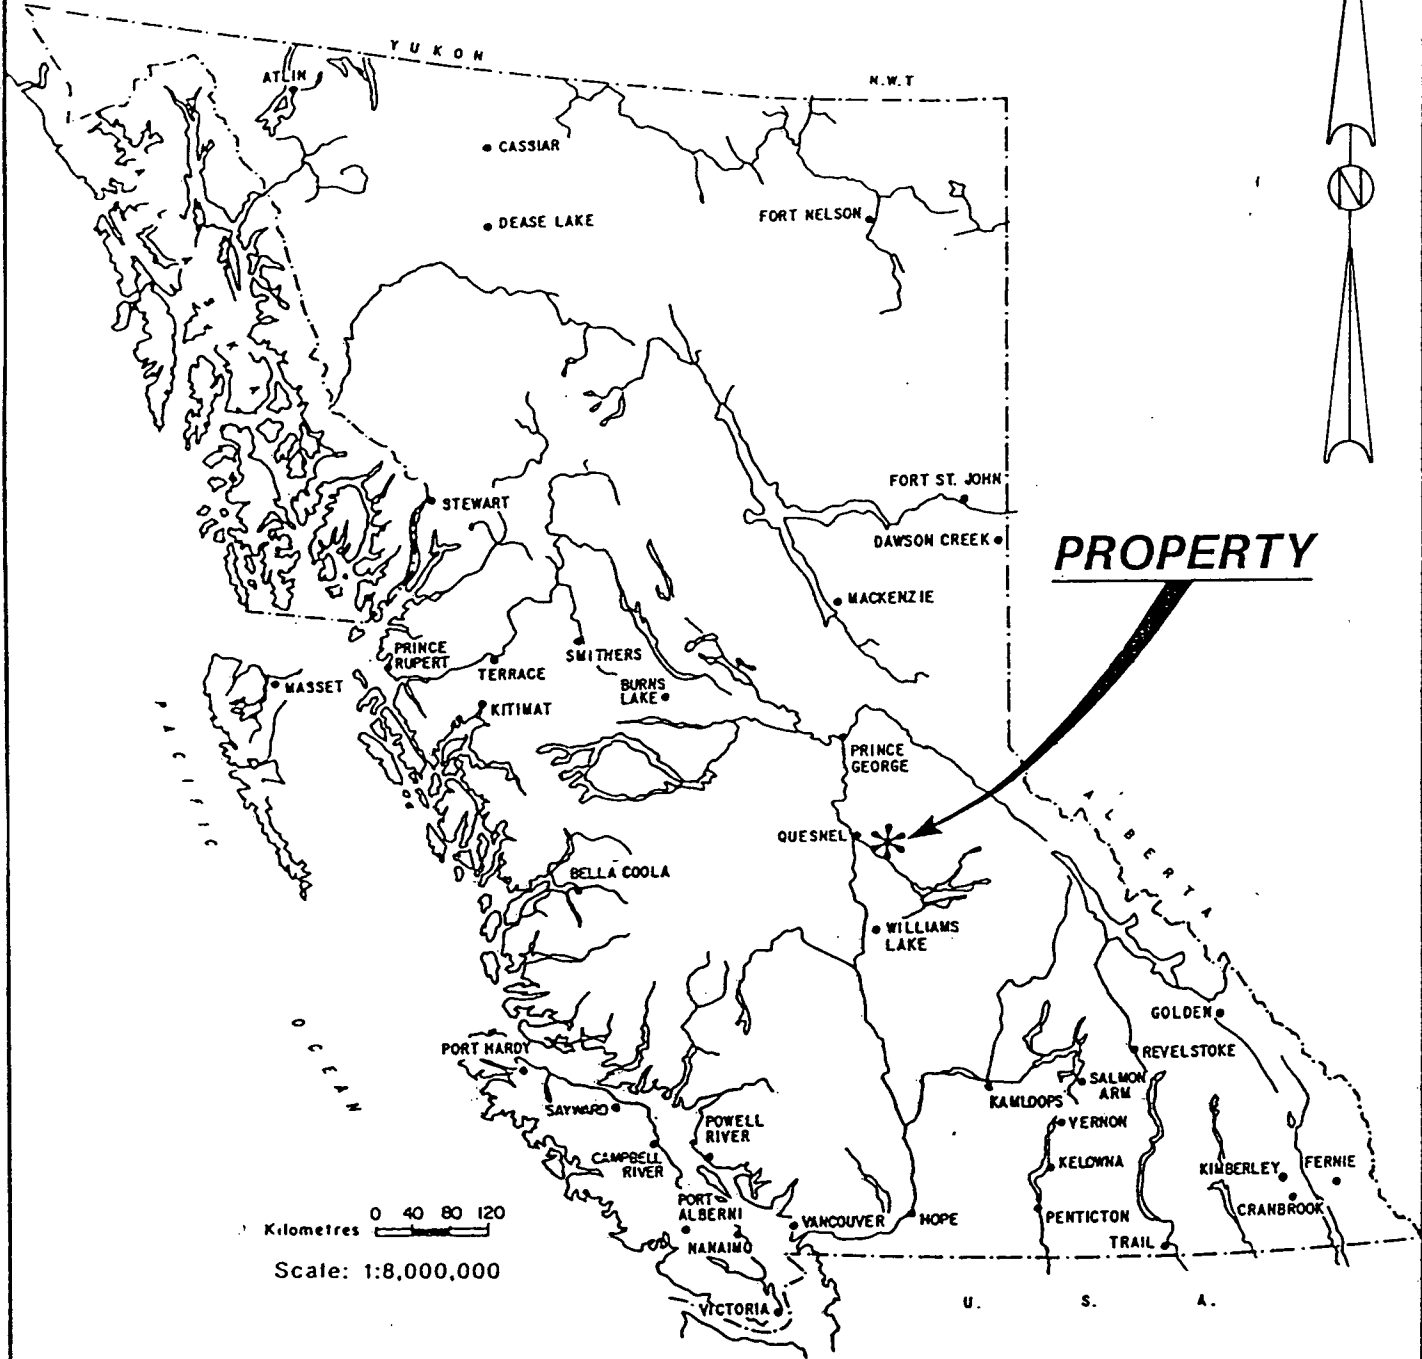 YUKON
N.W.T
ATLIN
CASSIAR
N
DEASE LAKE
FORT NELSON
ALASKA
FORT ST. JOHN
STEWART
DAWSON CREEK
PROPERTY
MACKENZIE
PRINCE
RUPERT
SMITHERS
TERRACE
MASSET
BURNS
LAKE
KITIMAT
PACIFIC
PRINCE
GEORGE
ALBERTA
QUESNEL
BELLA COOLA
WILLIAMS
LAKE
GOLDEN
OCEAN
PORT HARDY
REVELSTOKE
SALMON
ARM
KAMLOOPS
SAYWARD
POWELL
RIVER
VERNON
CAMPBELL
RIVER
KELOWNA
KIMBERLEY
FERNIE
PORT
ALBERNI
CRANBROOK
VANCOUVER
HOPE
PENTICTON
Kilometres 0 40 80 120
TRAIL
NANAIMO
Scale: 1:8,000,000
VICTORIA
U. S. A.